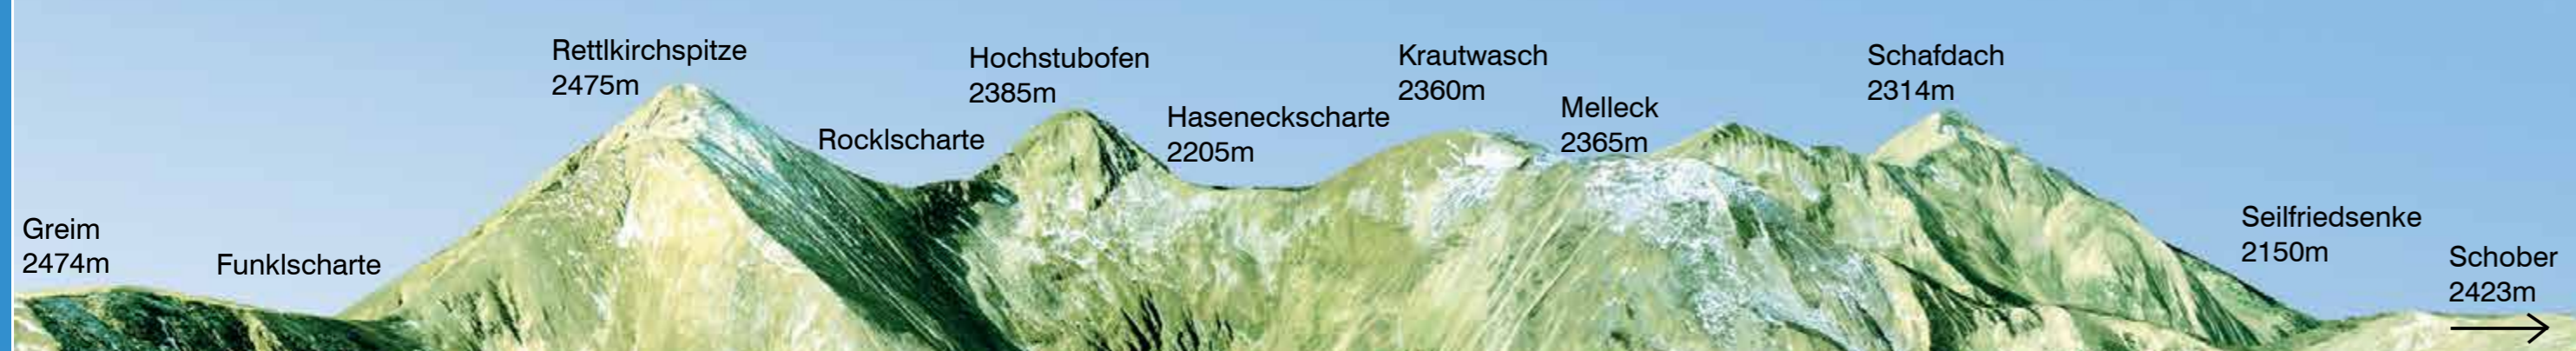 Greim
2474m
Funklscharte
Rettlkirchspitze
2475m
Rocklscharte
Hochstubofen
2385m
Haseneckscharte
2205m
Krautwasch
2360m
Melleck
2365m
Schafdach
2314m
Seilfriedsenke
2150m
Schober
2423m